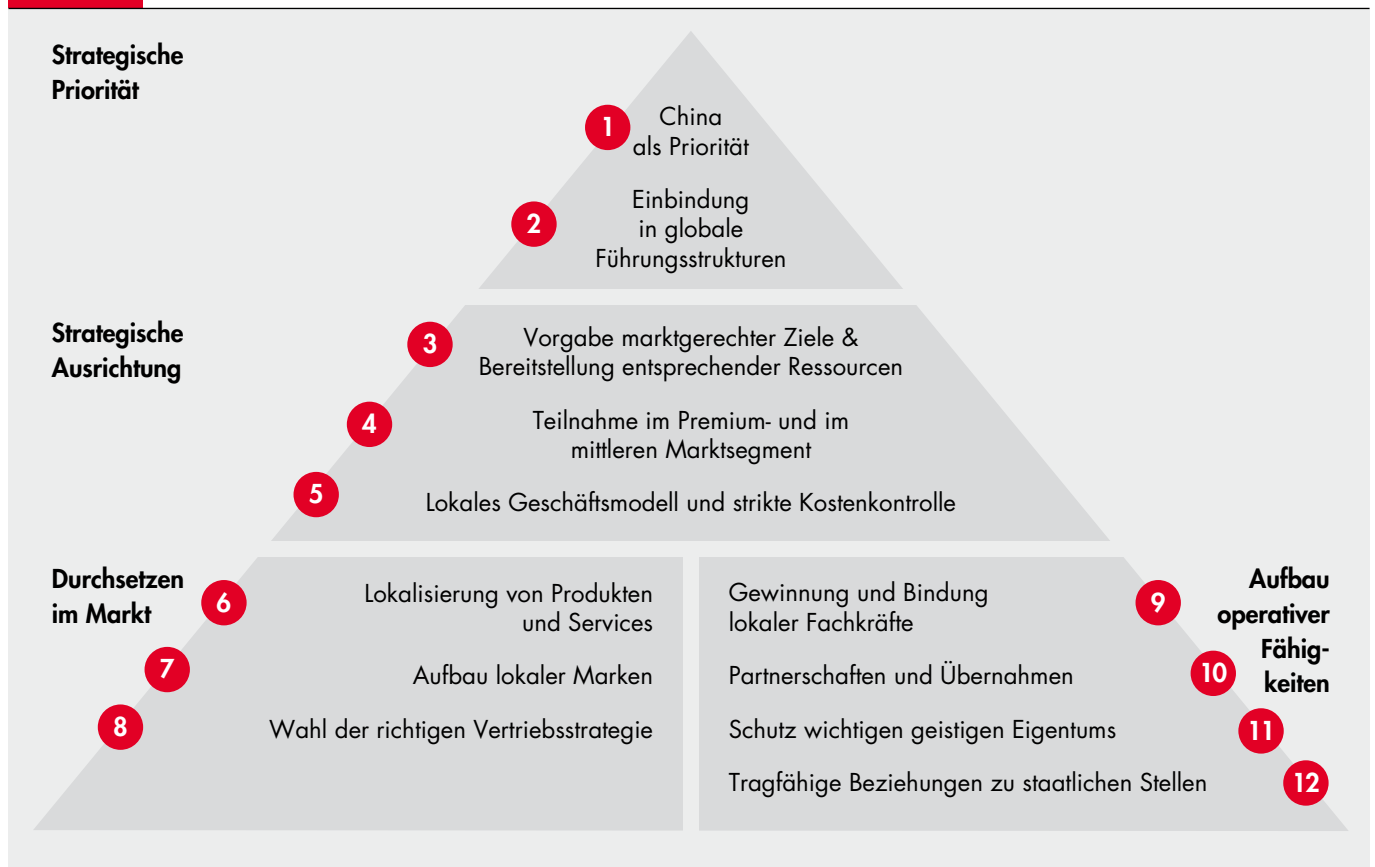 Strategische
Priorität
1
China
als Priorität
2
Einbindung
in globale
Führungsstrukturen
Strategische
Ausrichtung
3
Vorgabe marktgerechter Ziele &
Bereitstellung entsprechender Ressourcen
4
Teilnahme im Premium- und im
mittleren Marktsegment
5
Lokales Geschäftsmodell und strikte Kostenkontrolle
Durchsetzen
im Markt
6
Lokalisierung von Produkten
und Services
7
Aufbau lokaler Marken
8
Wahl der richtigen Vertriebsstrategie
Aufbau
operativer
Fähig-
keiten
9
Gewinnung und Bindung
lokaler Fachkräfte
10
Partnerschaften und Übernahmen
11
Schutz wichtigen geistigen Eigentums
12
Tragfähige Beziehungen zu staatlichen Stellen